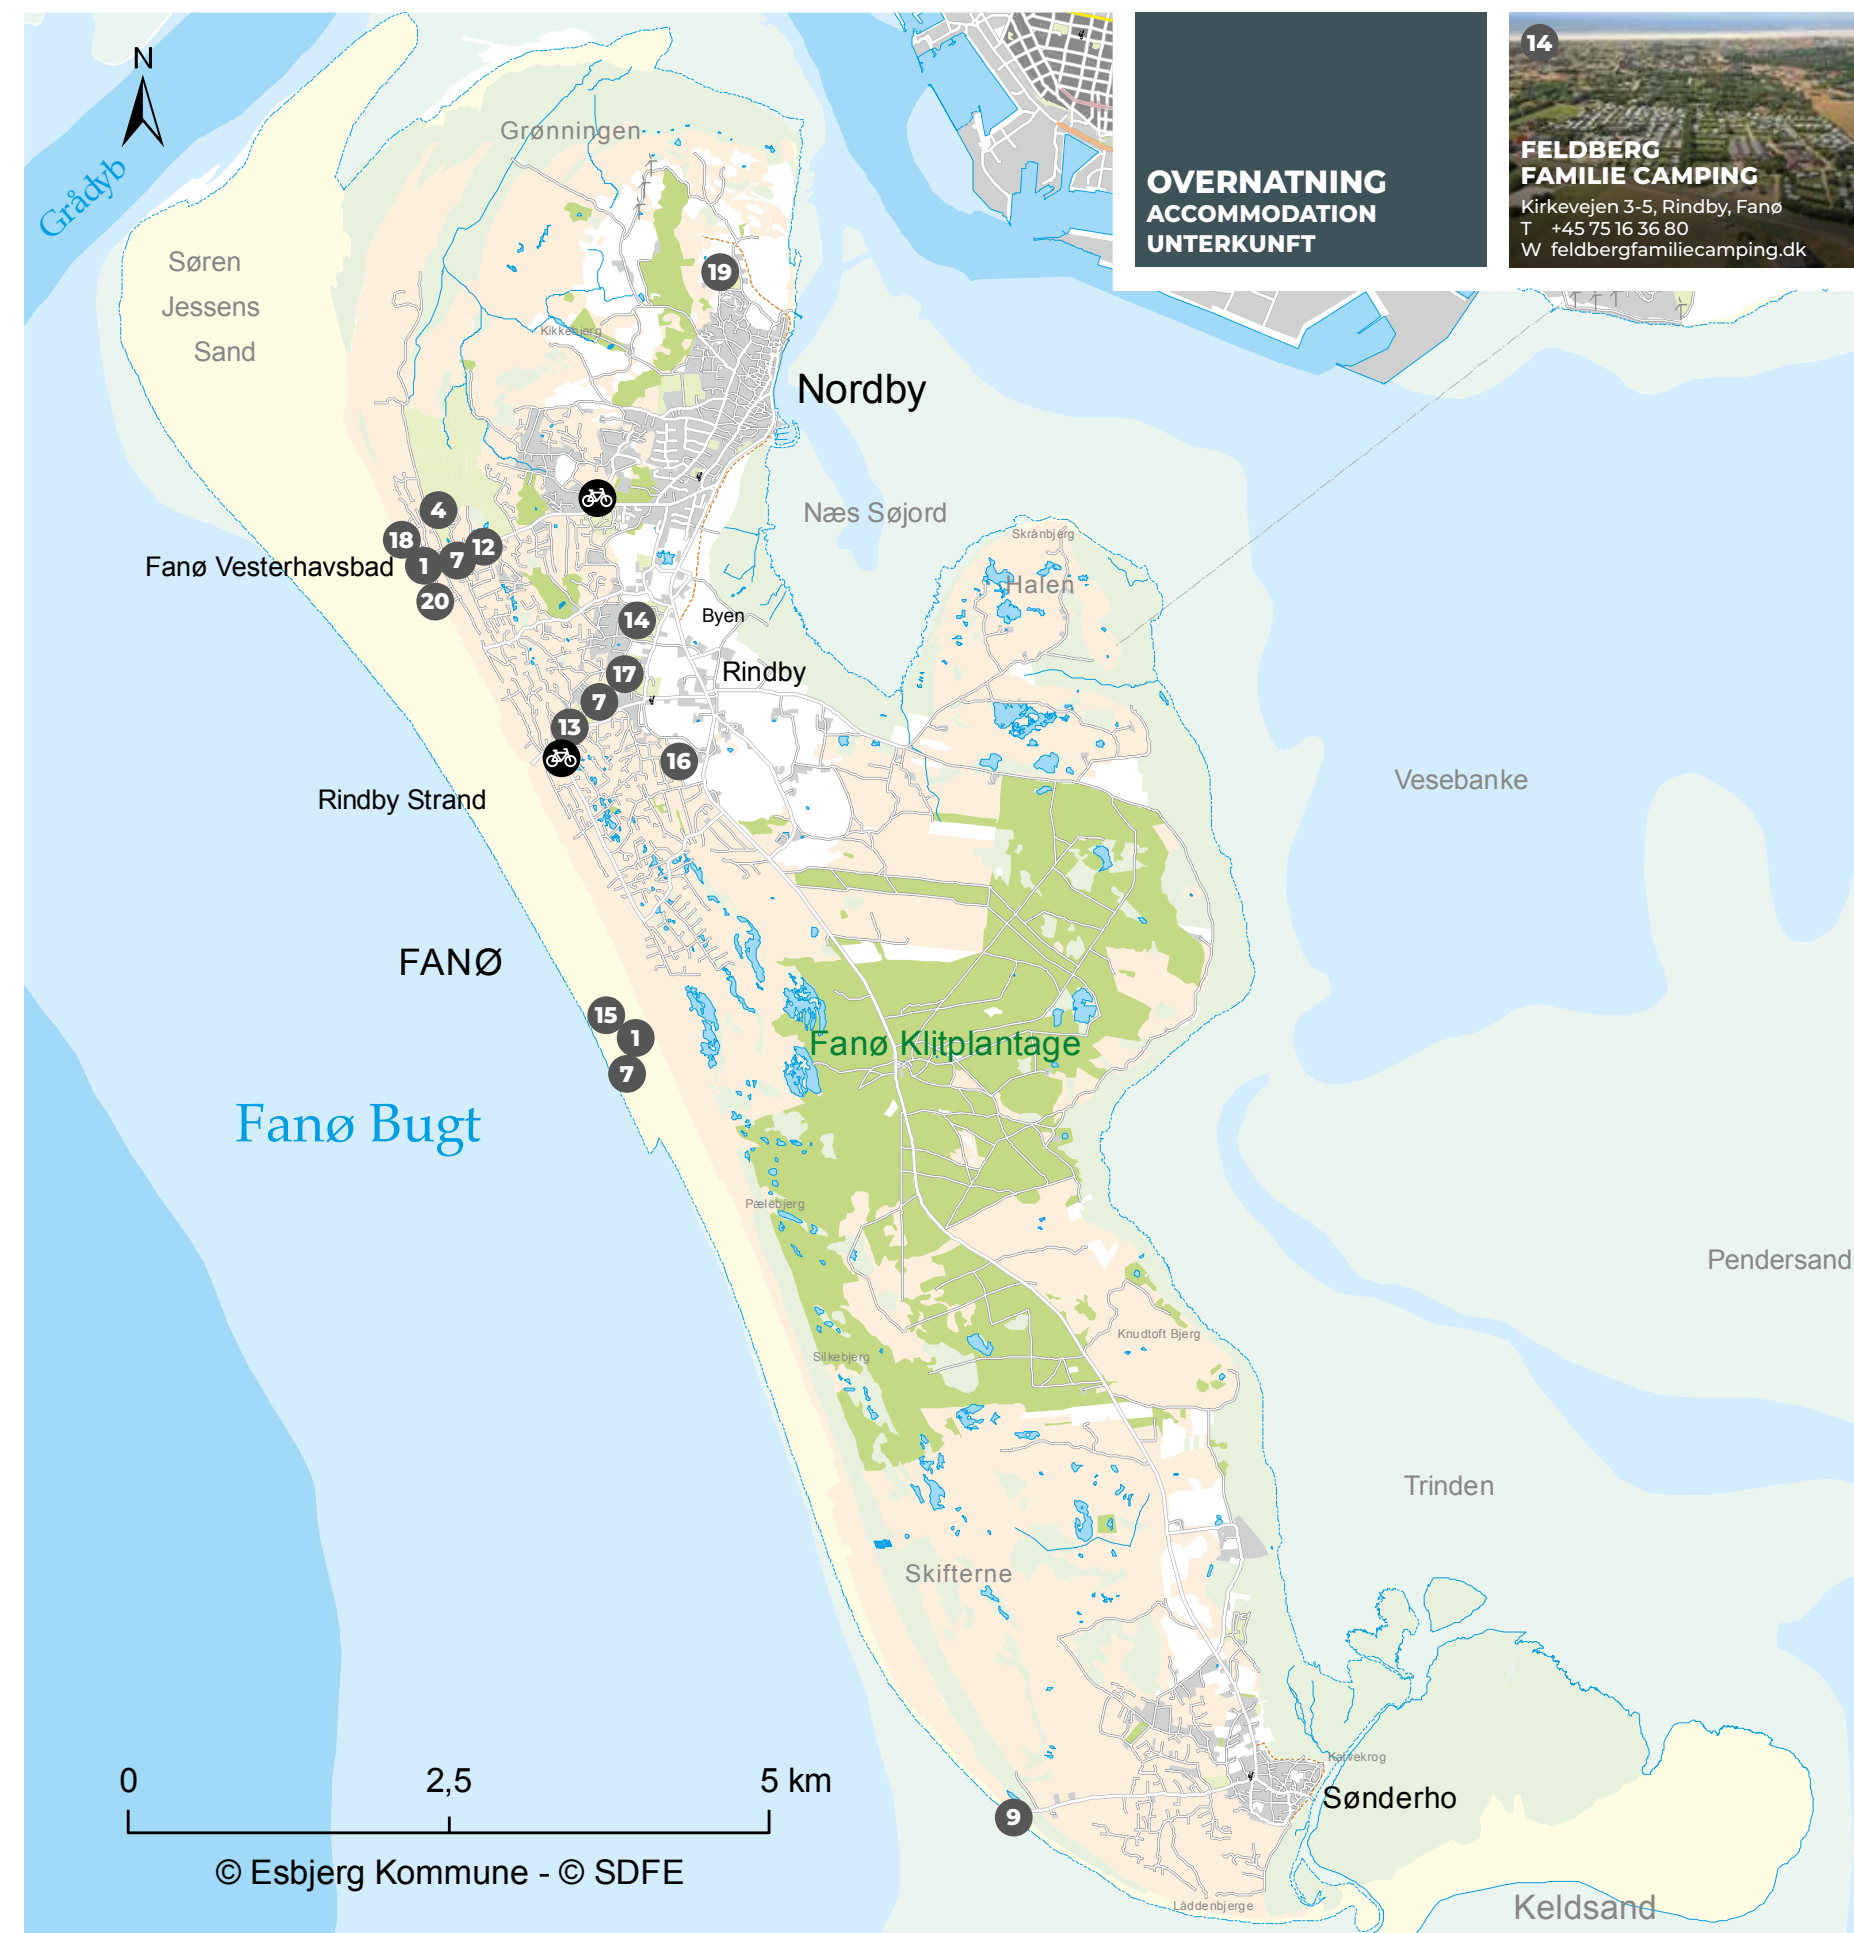 N
Grådyb
Søren
Jessens
Sand
Grønningen
Kikkebjerg
19
Nordby
OVERNATNING
ACCOMMODATION
UNTERKUNFT
14
FELDBERG
FAMILIE CAMPING
Kirkevejen 3-5, Rindby, Fanø
T +45 75 16 36 80
W feldbergfamiliecamping.dk
Næs Søjord
Skrånbjerg
Halen
4
18
12
7
1
Fanø Vesterhavsbad
20
14
Byen
17
Rindby
7
13
16
Rindby Strand
Vesebanke
FANØ
15
1
7
Fanø Klitplantage
Fanø Bugt
Pælebjerg
Pendersand
Knudtoft Bjerg
Silkebjerg
Trinden
Skifterne
Kalvekrog
Sønderho
9
Låddenbjerge
Keldsand
0 2,5 5 km
© Esbjerg Kommune - © SDFE